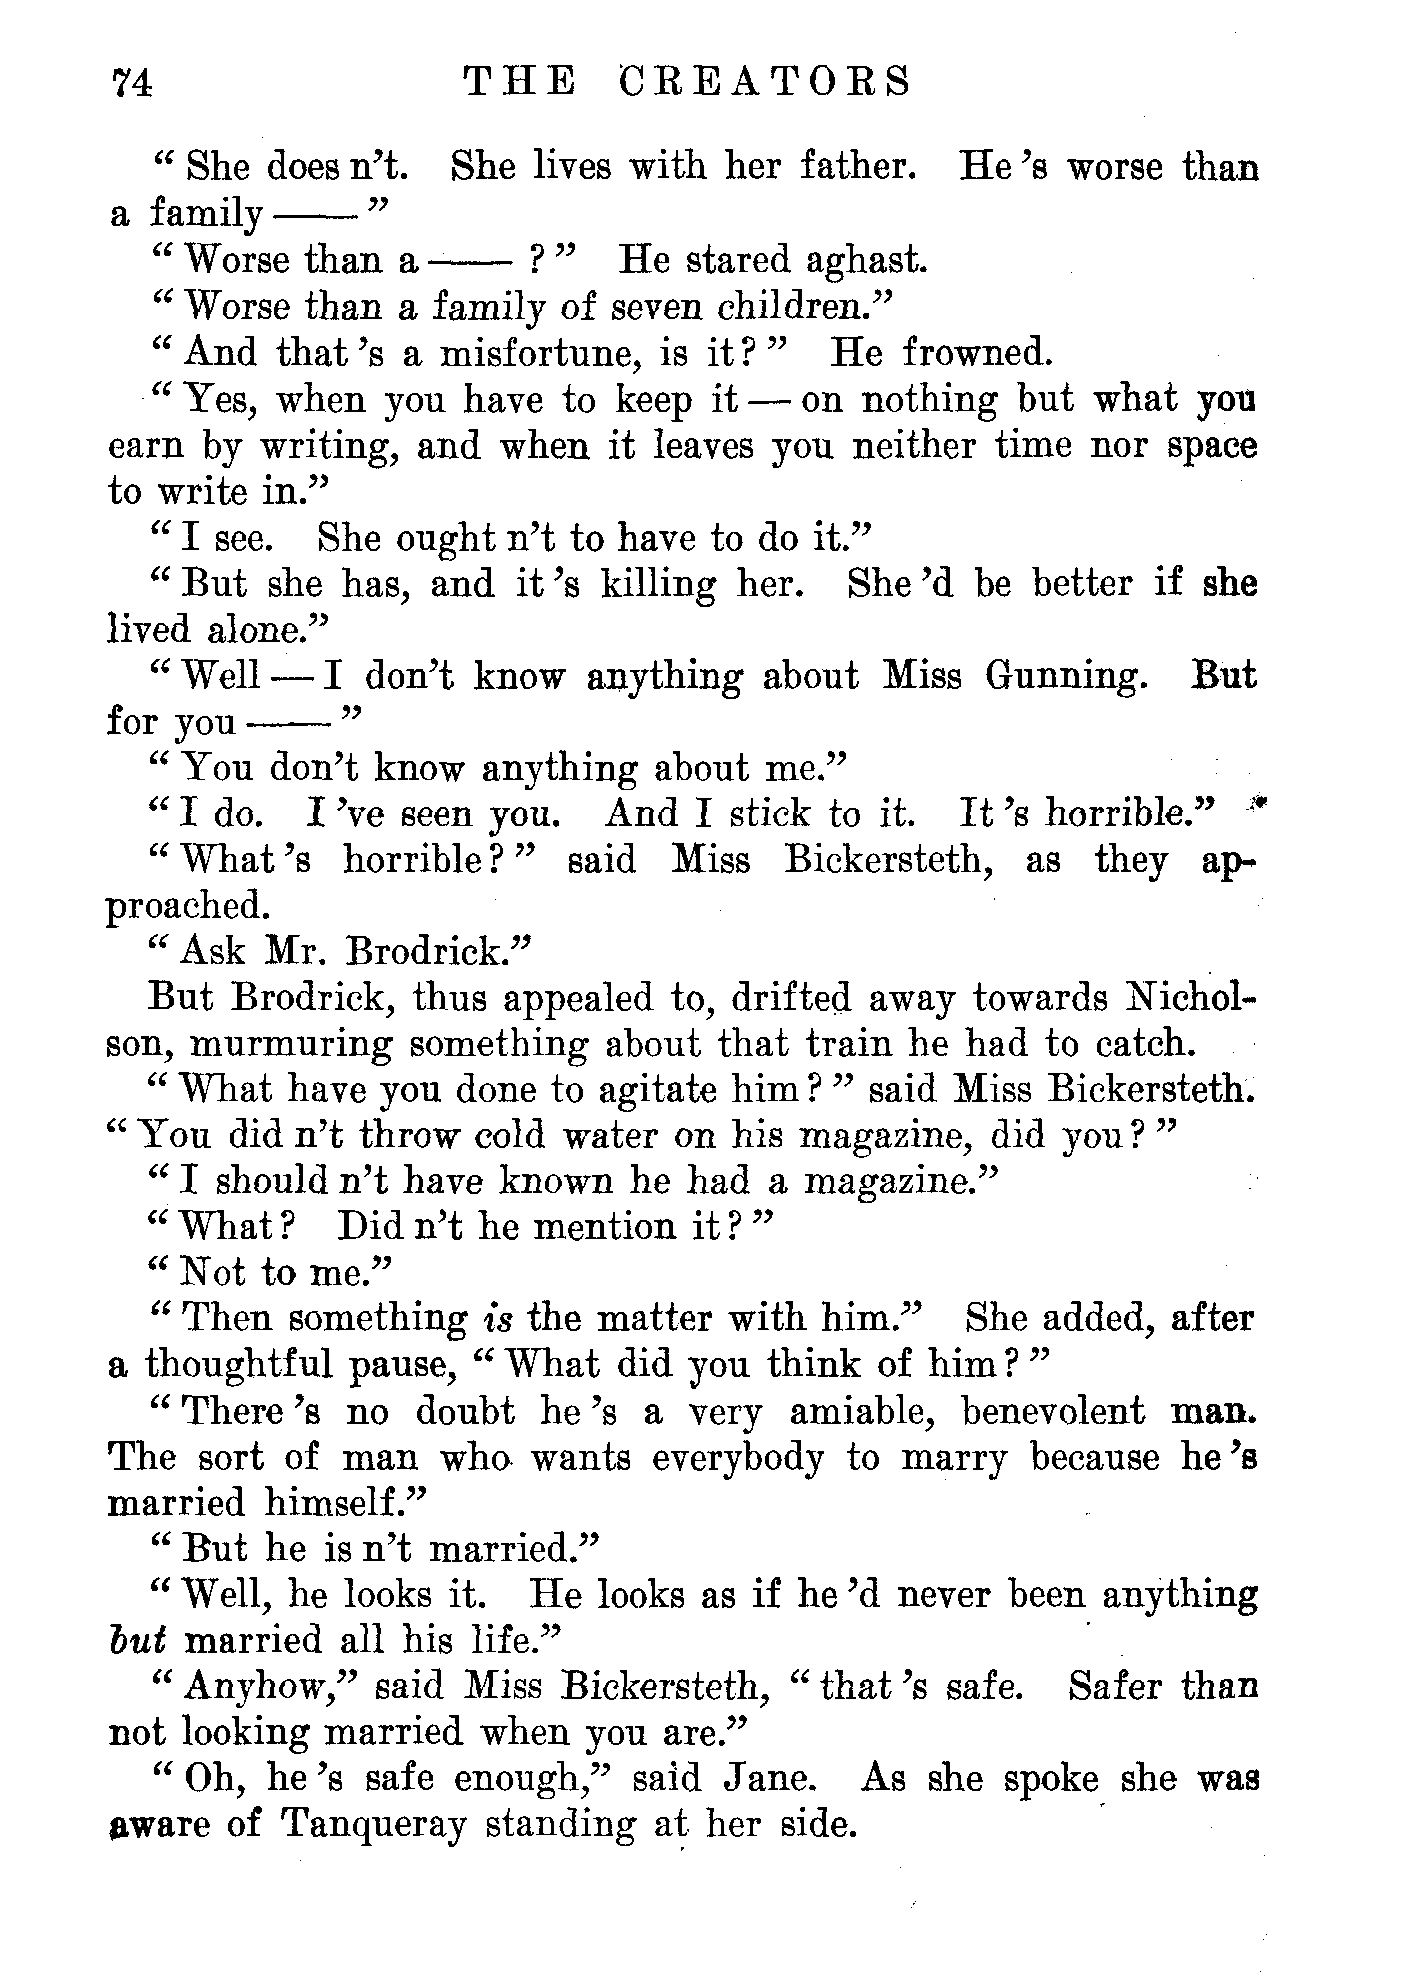 74 THE CREATORS
“ She does n’t. She lives with her father. He ’s worse than
a family —— ”
“ Worse than a —— ? ” He stared aghast.
“ Worse than a family of seven children.”
“ And that ’s a misfortune, is it? ” He frowned.
“ Yes, when you have to keep it — on nothing but what you
earn by writing, and when it leaves you neither time nor space
to write in.”
“ I see. She ought n’t to have to do it.”
“ But she has, and it ’s killing her. She ’d be better if she
lived alone.”
“ Well — I don’t know anything about Miss Gunning. But
for you —— ”
“ You don’t know anything about me.”
“ I do. I ’ve seen you. And I stick to it. It ’s horrible.”
“ What ’s horrible? ” said Miss Bickersteth, as they ap-
proached.
“ Ask Mr. Brodrick.”
But Brodrick, thus appealed to, drifted away towards Nichol-
son, murmuring something about that train he had to catch.
“ What have you done to agitate him? ” said Miss Bickersteth.
“ You did n’t throw cold water on his magazine, did you? ”
“ I should n’t have known he had a magazine.”
“ What? Did n’t he mention it? ”
“ Not to me.”
“ Then something is the matter with him.” She added, after
a thoughtful pause, “ What did you think of him? ”
“ There ’s no doubt he ’s a very amiable, benevolent man.
The sort of man who wants everybody to marry because he ’s
married himself.”
“ But he is n’t married.”
“ Well, he looks it. He looks as if he ’d never been anything
but married all his life.”
“ Anyhow,” said Miss Bickersteth, “ that ’s safe. Safer than
not looking married when you are.”
“ Oh, he ’s safe enough,” said Jane. As she spoke she was
aware of Tanqueray standing at her side.